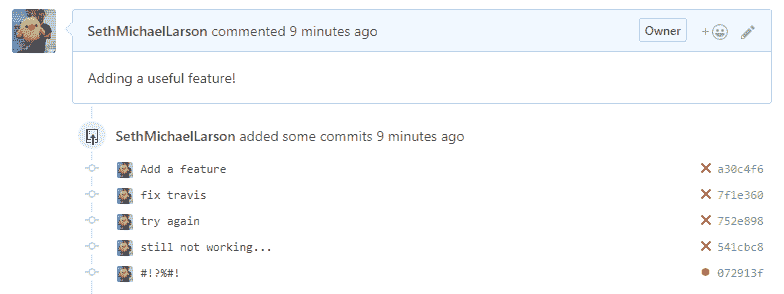 SethMichaelLarson commented 9 minutes ago Owner
Adding a useful feature!
SethMichaelLarson added some commits 9 minutes ago
Add a feature a30c4f6
fix travis 7f1e360
try again 752e898
still not working... 541cbc8
#!?%#! 072913f